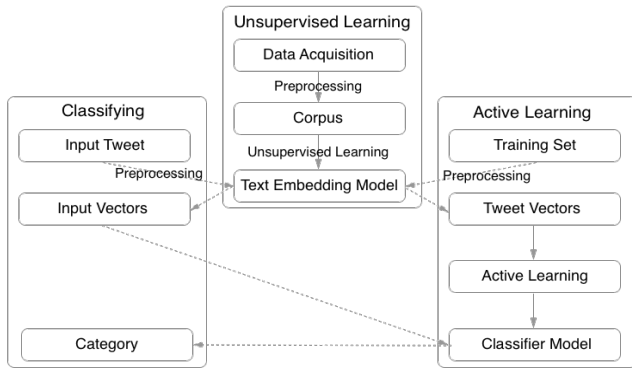 Unsupervised Learning
Data Acquisition
Preprocessing
Corpus
Unsupervised Learning
Text Embedding Model
Classifying
Input Tweet
Preprocessing
Input Vectors
Category
Active Learning
Training Set
Preprocessing
Tweet Vectors
Active Learning
Classifier Model